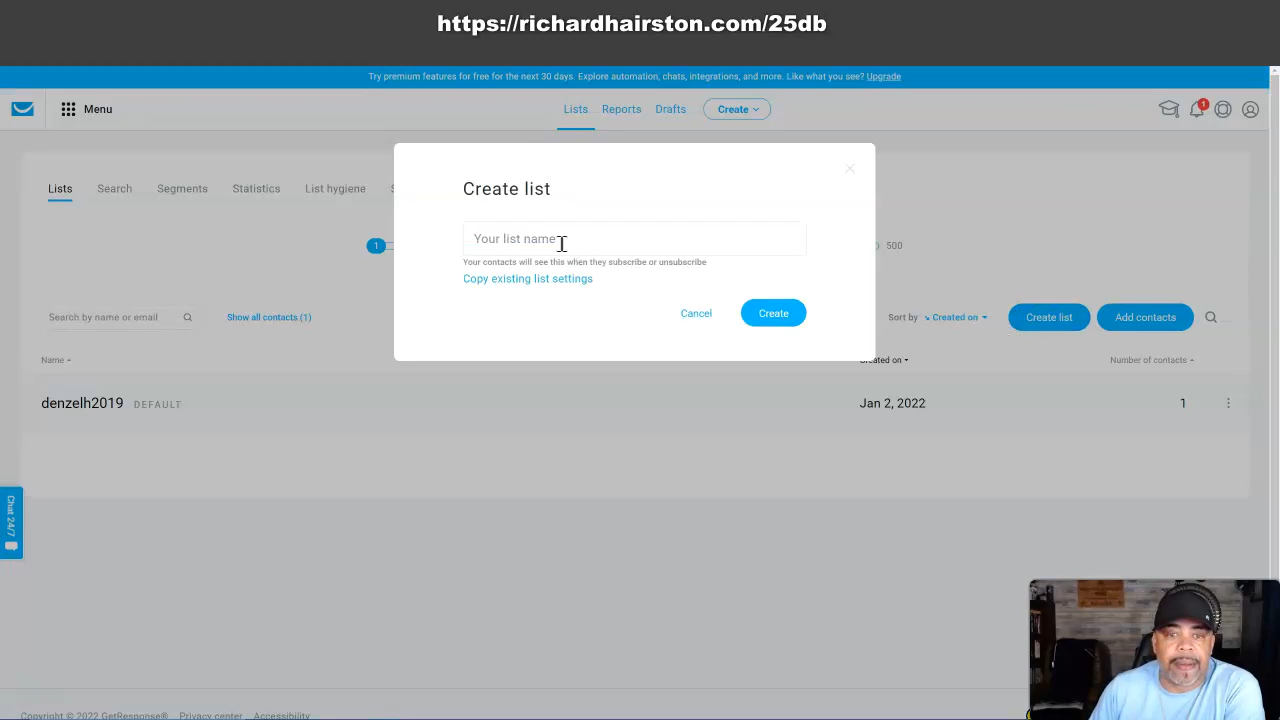 https://richardhairston.com/25db
Try premium features for free for the next 30 days. Explore automation, chats, integrations, and more. Like what you see? Upgrade
Menu
Lists Reports Drafts Create
1
Lists Search Segments Statistics List hygiene
Create list
1
Your list name
500
Your contacts will see this when they subscribe or unsubscribe
Copy existing list settings
Cancel Create
Search by name or email
Show all contacts (1)
Sort by Created on
Create list
Add contacts
Name
Created on
Number of contacts
denzelh2019 DEFAULT
Jan 2, 2022
1
Chat 24/7
Copyright © 2022 GetResponse® Privacy center Accessibility